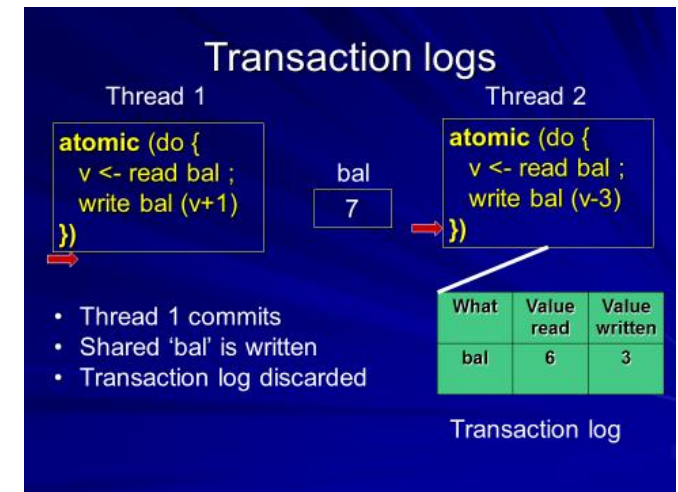 Transaction logs
Thread 1
Thread 2
atomic (do {
v <- read bal ;
write bal (v+1)
})
bal
7
atomic (do {
v <- read bal ;
write bal (v-3)
})
• Thread 1 commits
• Shared ‘bal’ is written
• Transaction log discarded
What Value read Value written
bal 6 3
Transaction log